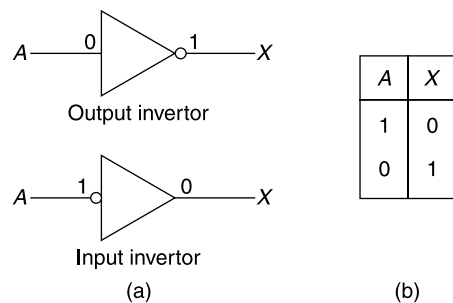 A 0 1 X
Output invertor
A 1 0 X
Input invertor
(a)
A X
1 0
0 1
(b)